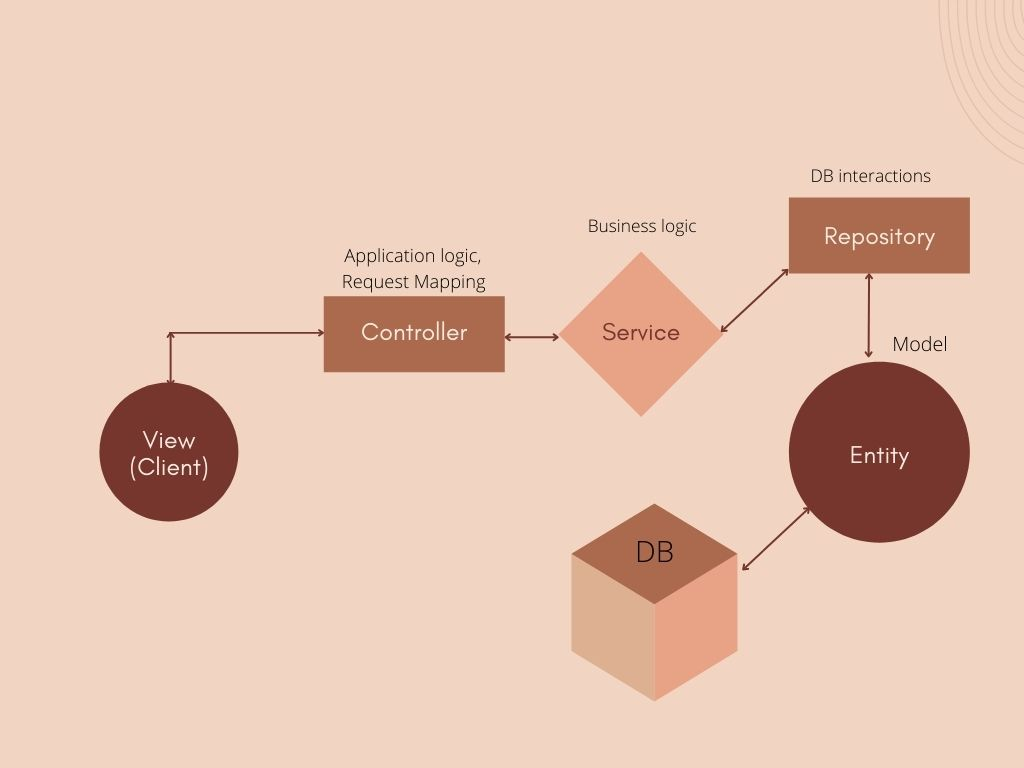 DB interactions
Repository
Business logic
Application logic,
Request Mapping
Controller
Service
Model
View
(Client)
Entity
DB